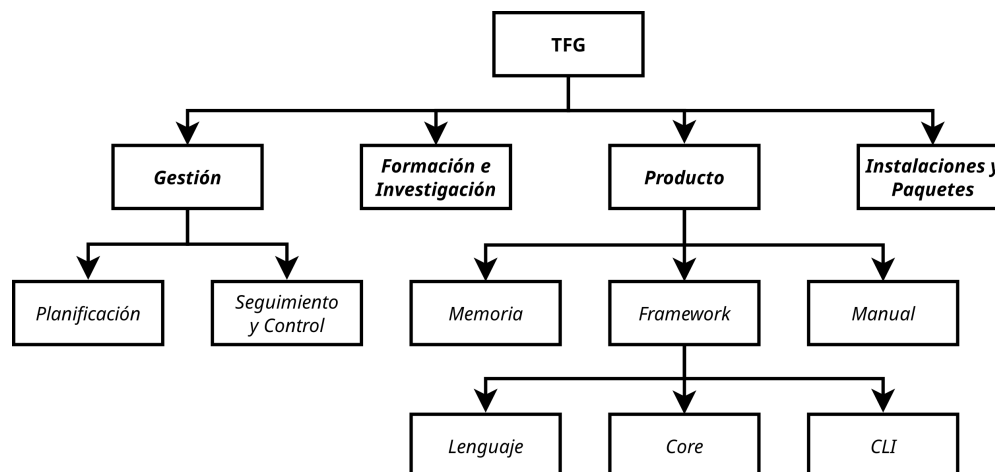 TFG
Gestión
Formación e
Investigación
Producto
Instalaciones y
Paquetes
Planificación
Seguimiento
y Control
Memoria
Framework
Manual
Lenguaje
Core
CLI